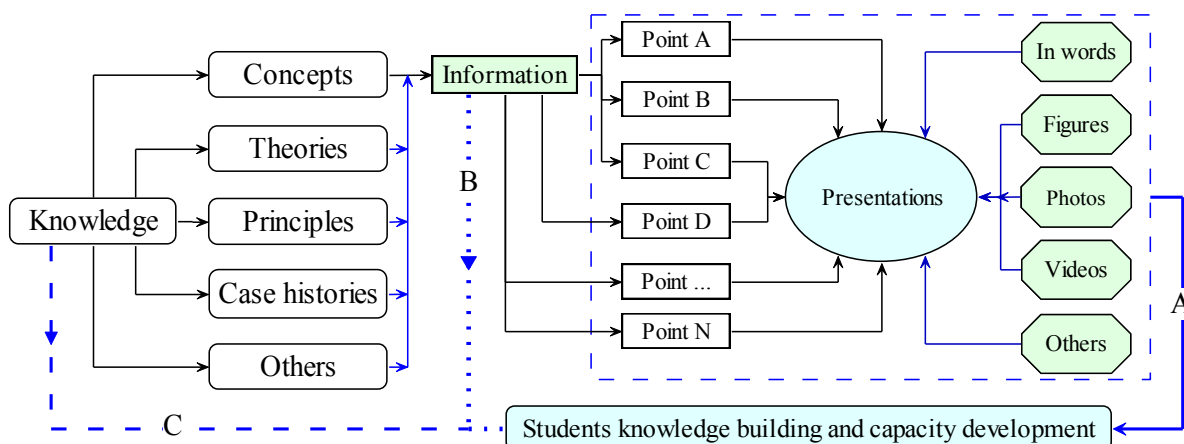 Knowledge
Concepts
Theories
Principles
Case histories
Others
Information
Point A
Point B
Point C
Point D
Point ...
Point N
Presentations
In words
Figures
Photos
Videos
Others
A
B
C
Students knowledge building and capacity development